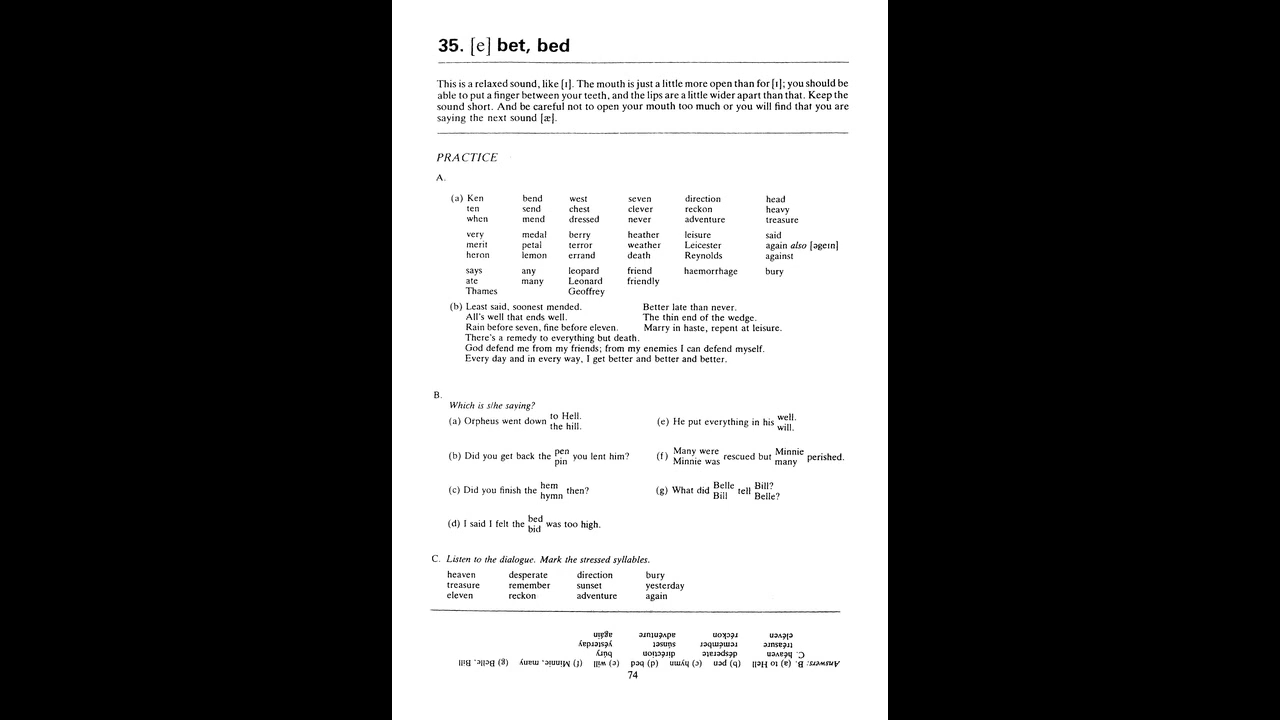 35. [e] bet, bed
This is a relaxed sound, like [ɪ]. The mouth is just a little more open than for [ɪ]; you should be
able to put a finger between your teeth, and the lips are a little wider apart than that. Keep the
sound short. And be careful not to open your mouth too much or you will find that you are
saying the next sound [æ].
PRACTICE
A.
(a) Ken bend west seven direction head
ten send chest clever reckon heavy
when mend dressed never adventure treasure
very medal berry heather leisure said
merit petal terror weather Leicester again also [əgeɪn]
heron lemon errand death Reynolds against
says any leopard friend haemorrhage bury
ate many Leonard friendly
Thames Geoffrey
(b) Least said, soonest mended. Better late than never.
All's well that ends well. The thin end of the wedge.
Rain before seven, fine before eleven. Marry in haste, repent at leisure.
There's a remedy to everything but death.
God defend me from my friends; from my enemies I can defend myself.
Every day and in every way, I get better and better and better.
B.
Which is s/he saying?
(a) Orpheus went down to Hell. the hill.
(e) He put everything in his well. will.
(b) Did you get back the pen pin you lent him?
(f) Many were Minnie was rescued but Minnie many perished.
(c) Did you finish the hem hymn then?
(g) What did Belle Bill tell Bill? Belle?
(d) I said I felt the bed bid was too high.
C. Listen to the dialogue. Mark the stressed syllables.
heaven desperate direction bury
treasure remember sunset yesterday
eleven reckon adventure again
Answers: B. (a) to Hell (b) pen (c) hymn (d) bed (e) will (f) Minnie, many (g) Belle, Bill
C. héaven désperate diréction búry
tréasure remémber súnset yésterday
eléven réckon advénture agáin
74